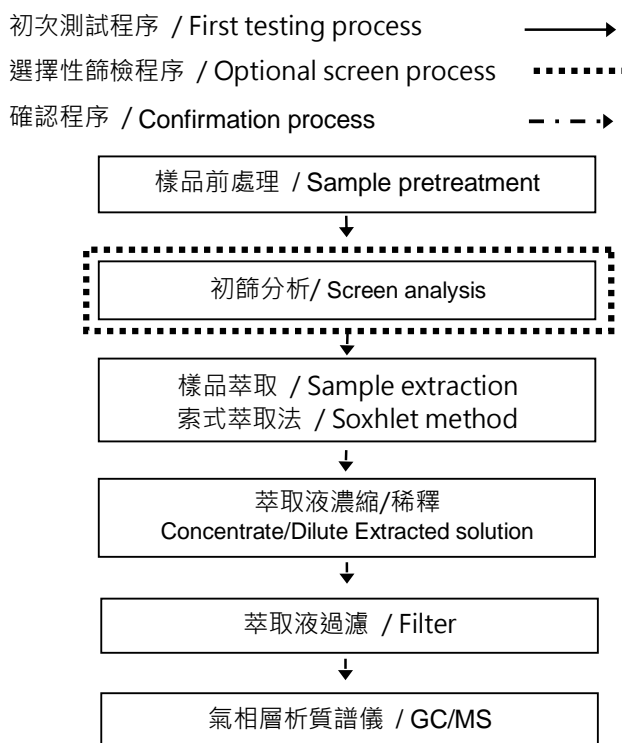 初次測試程序 / First testing process
選擇性篩檢程序 / Optional screen process
確認程序 / Confirmation process
樣品前處理 / Sample pretreatment
初篩分析/ Screen analysis
樣品萃取 / Sample extraction
索式萃取法 / Soxhlet method
萃取液濃縮/稀釋
Concentrate/Dilute Extracted solution
萃取液過濾 / Filter
氣相層析質譜儀 / GC/MS